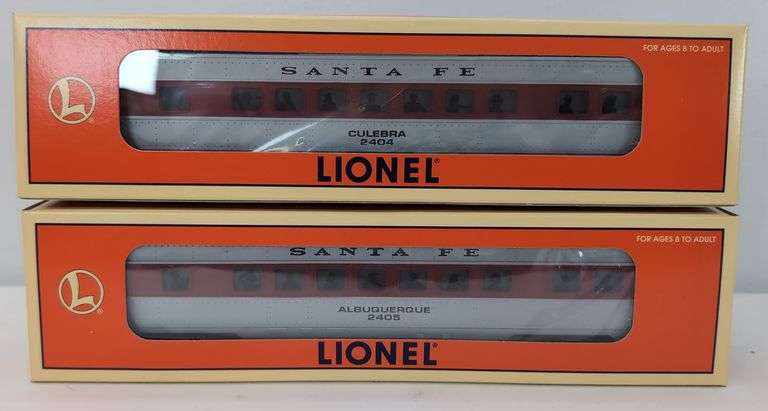 FOR AGES 8 TO ADULT
L
SANTA FE
CULEBRA
2404
LIONEL®
FOR AGES 8 TO ADULT
L
SANTA FE
ALBUQUERQUE
2405
LIONEL®